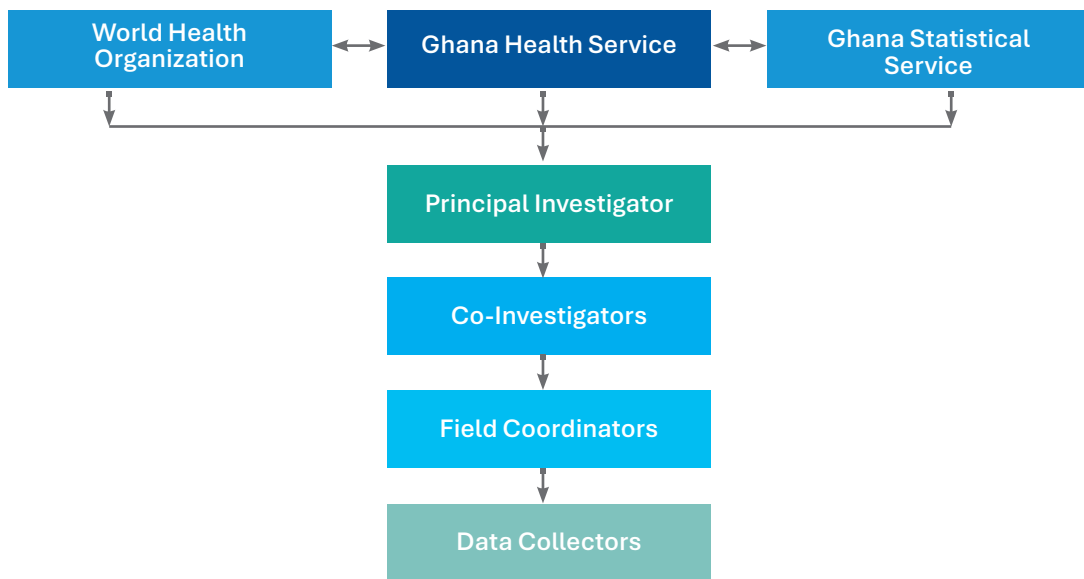 World Health
Organization
Ghana Health Service
Ghana Statistical
Service
Principal Investigator
Co-Investigators
Field Coordinators
Data Collectors